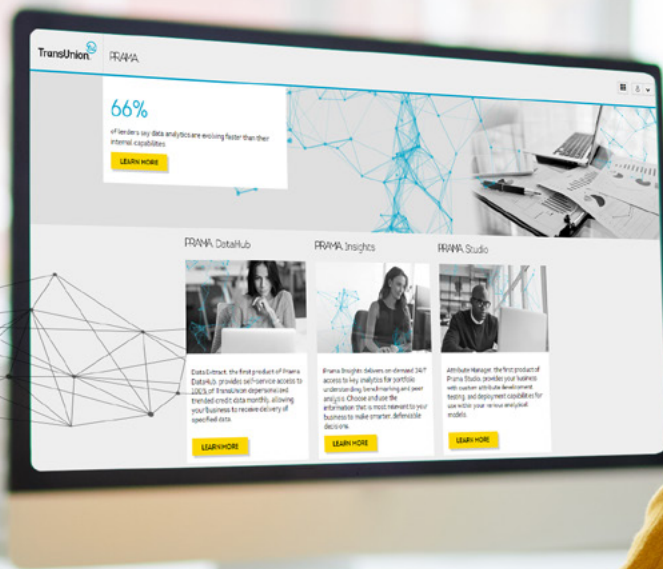 TransUnion
PRAMA
66%
of lenders say data analytics are evolving faster than their
internal capabilities
LEARN MORE
PRAMA DataHub
PRAMA Insights
PRAMA Studio
Data Extract, the first product of Prama
DataHub, provides self-service access to
100% of TransUnion depersonalized
trended credit data monthly, allowing
your business to receive delivery of
specified data.
LEARN MORE
Prama Insights delivers on-demand 24/7
access to key analytics for portfolio
understanding, benchmarking and peer
analysis. Choose and use the
information that is most relevant to your
business to make smarter, defensible
decisions.
LEARN MORE
Attribute Manager, the first product of
Prama Studio, provides your business
with custom attribute development
testing, and deployment capabilities for
use within your various analytical
models.
LEARN MORE